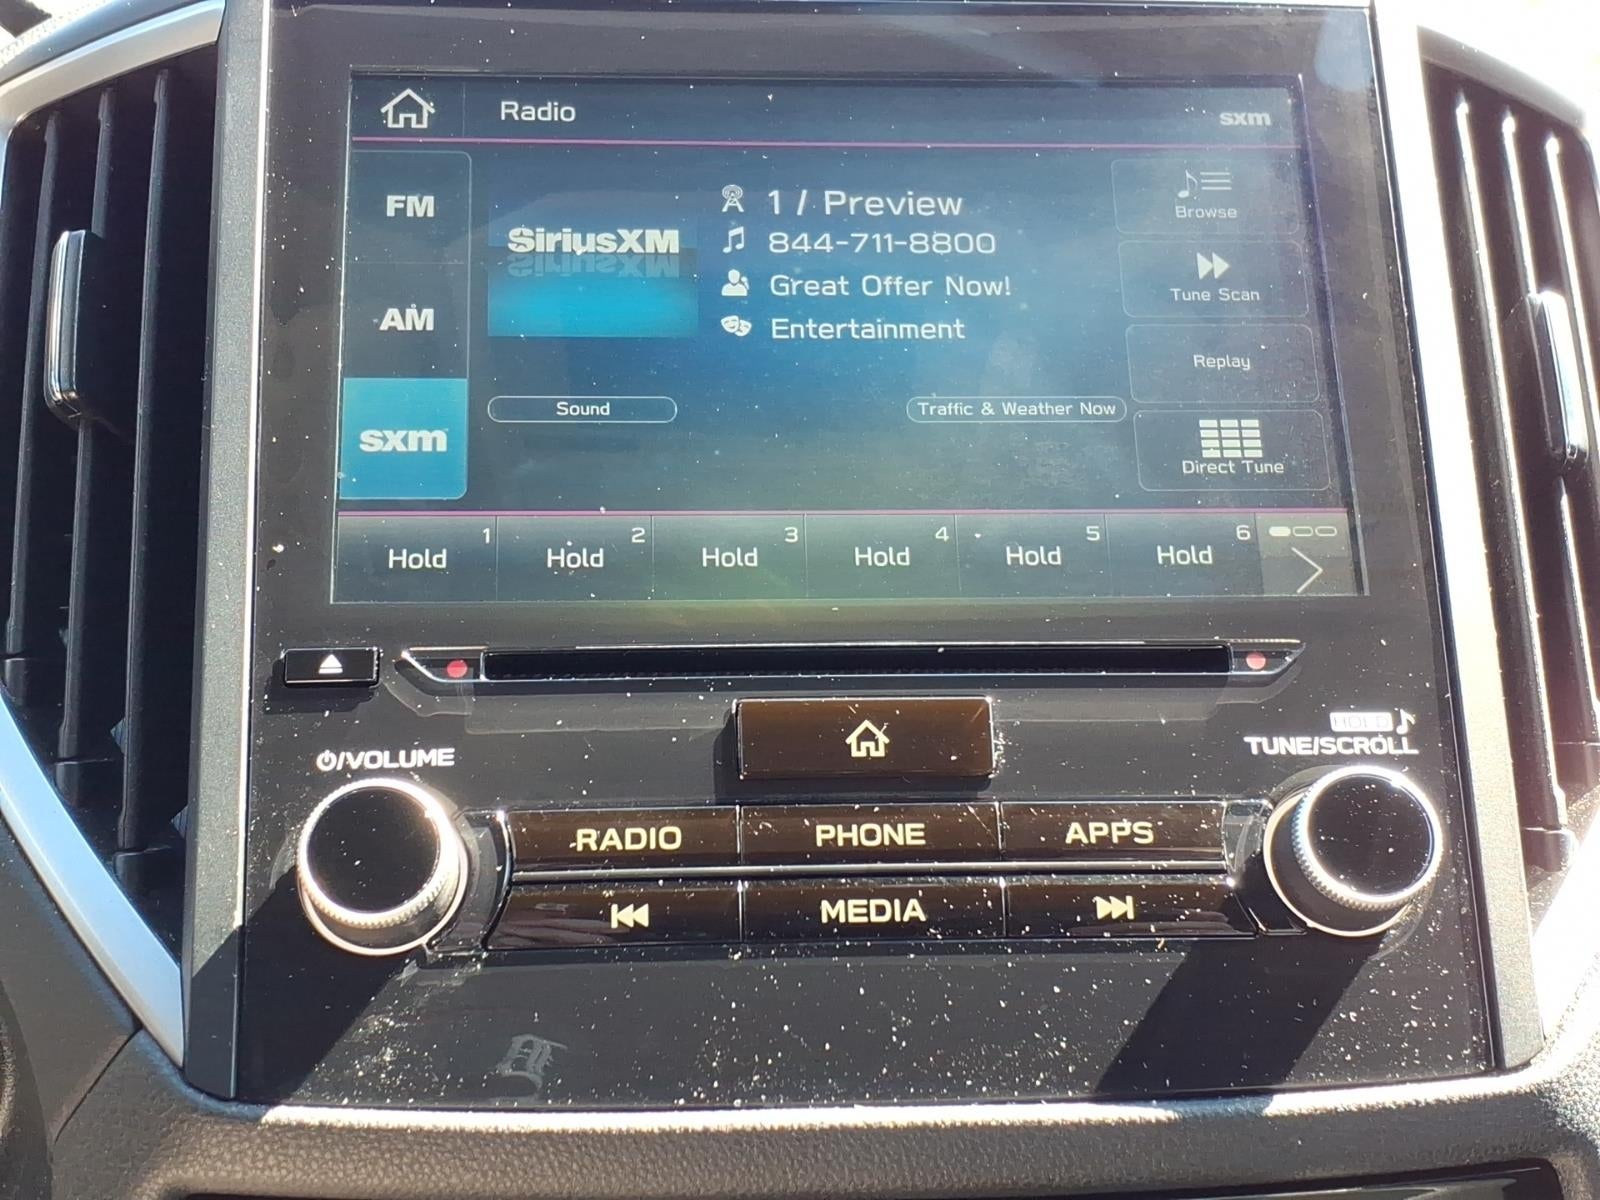 Radio
sxm
FM
AM
sxm
SiriusXM
1 / Preview
844-711-8800
Great Offer Now!
Entertainment
Sound
Traffic & Weather Now
Browse
Tune Scan
Replay
Direct Tune
Hold 1
Hold 2
Hold 3
Hold 4
Hold 5
Hold 6
/VOLUME
HOLD
TUNE/SCROLL
RADIO
PHONE
APPS
MEDIA